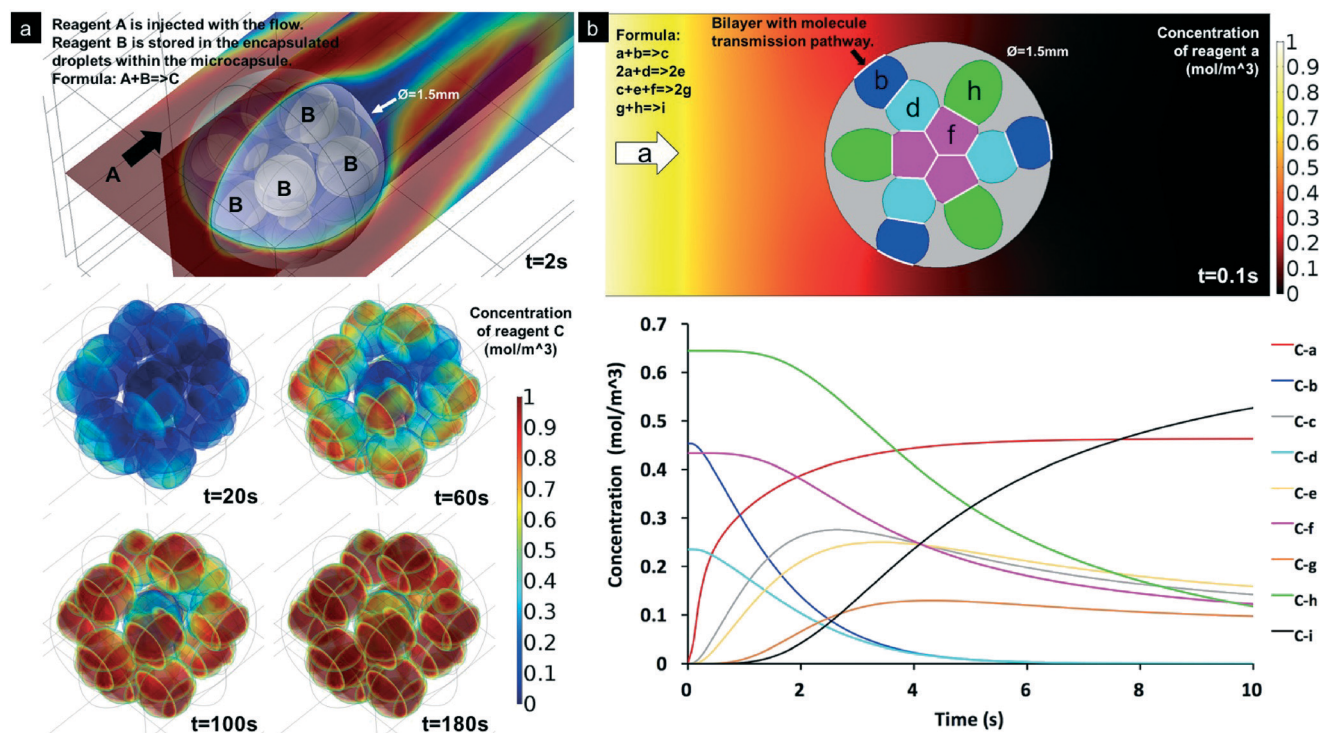 a
Reagent A is injected with the flow.
Reagent B is stored in the encapsulated
droplets within the microcapsule.
Formula: A+B=>C
Ø=1.5mm
A
B
B
B
B
t=2s
Concentration
of reagent C
(mol/m^3)
t=20s
t=60s
t=100s
t=180s
1
0.9
0.8
0.7
0.6
0.5
0.4
0.3
0.2
0.1
0
b
Formula:
a+b=>c
2a+d=>2e
c+e+f=>2g
g+h=>i
Bilayer with molecule
transmission pathway.
Ø=1.5mm
Concentration
of reagent a
(mol/m^3)
a
b
d
h
f
t=0.1s
1
0.9
0.8
0.7
0.6
0.5
0.4
0.3
0.2
0.1
0
Concentration (mol/m^3)
0.7
0.6
0.5
0.4
0.3
0.2
0.1
0
0 2 4 6 8 10
Time (s)
C-a
C-b
C-c
C-d
C-e
C-f
C-g
C-h
C-i